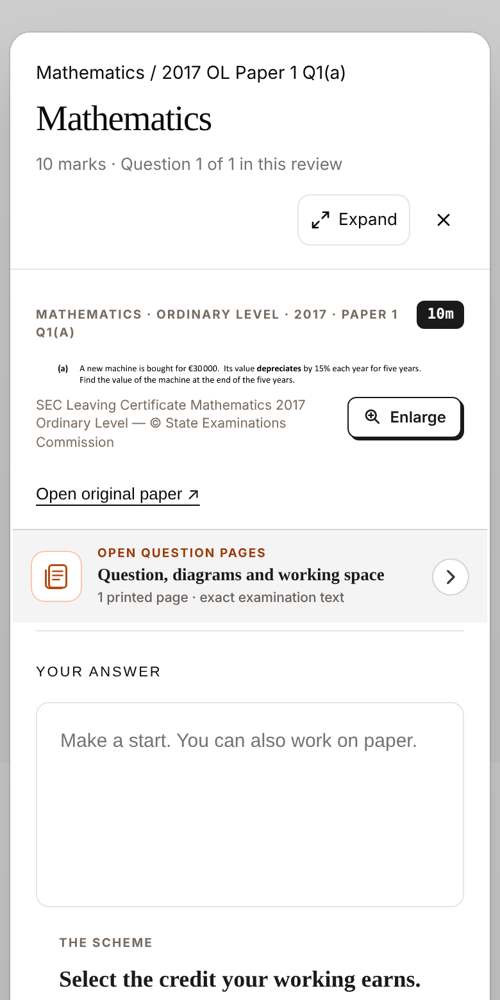 Mathematics / 2017 OL Paper 1 Q1(a)
Mathematics
10 marks · Question 1 of 1 in this review
Expand
MATHEMATICS · ORDINARY LEVEL · 2017 · PAPER 1
Q1(A)
10m
(a) A new machine is bought for €30 000. Its value depreciates by 15% each year for five years.
Find the value of the machine at the end of the five years.
SEC Leaving Certificate Mathematics 2017
Ordinary Level — © State Examinations
Commission
Enlarge
Open original paper ↗
OPEN QUESTION PAGES
Question, diagrams and working space
1 printed page · exact examination text
YOUR ANSWER
Make a start. You can also work on paper.
THE SCHEME
Select the credit your working earns.